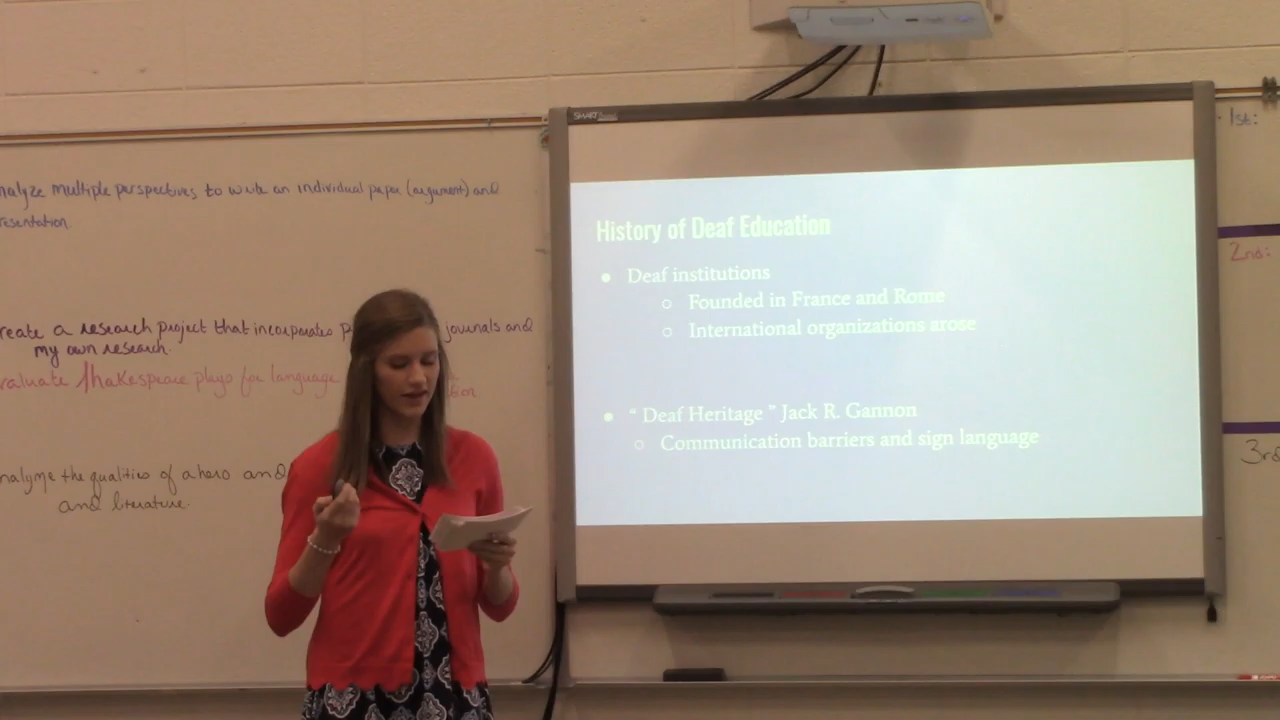 nalyze multiple perspectives to write an individual paper (argument) and
resentation.
reate a research project that incorporates p journals and
my own research.
valuate Shakespeare plays for language
tion
nalyme the qualities of a hero and
and literature.
SMART
History of Deaf Education
● Deaf institutions
○ Founded in France and Rome
○ International organizations arose
● “ Deaf Heritage ” Jack R. Gannon
○ Communication barriers and sign language
1st:
2nd:
3rd